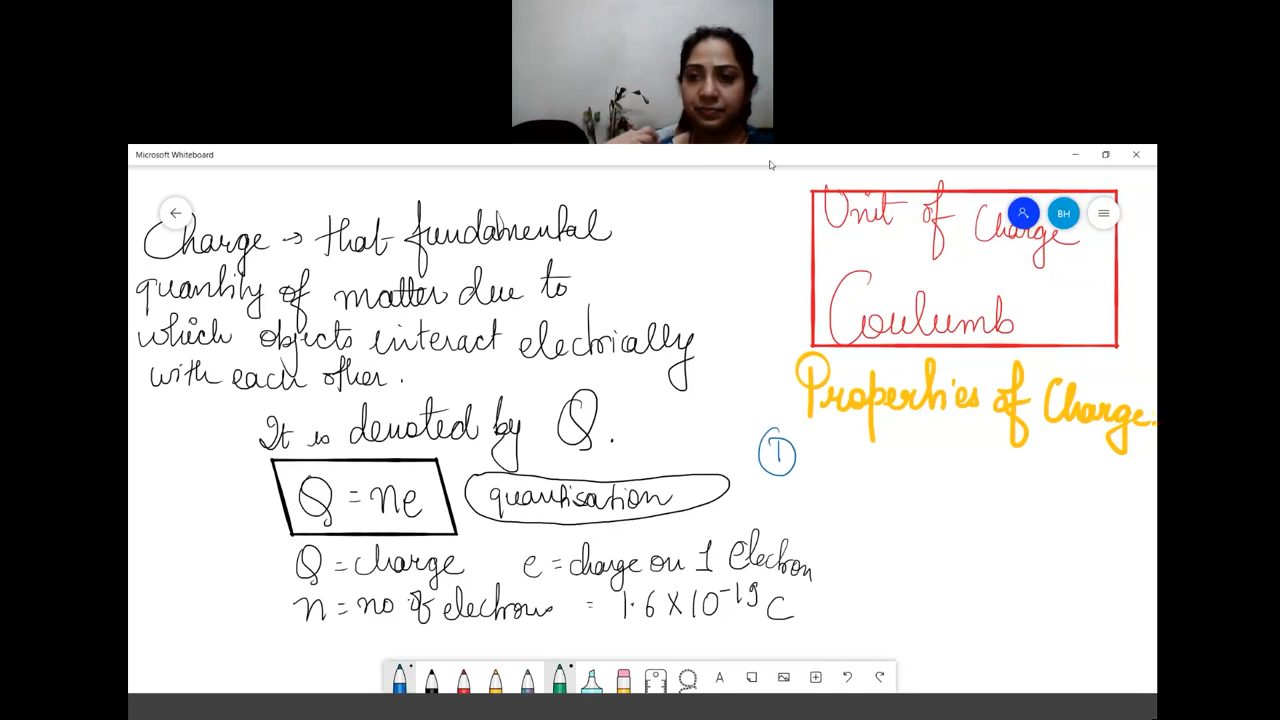 Microsoft Whiteboard
Charge → that fundamental
quantity of matter due to
which objects interact electrically
with each other.
It is denoted by Q.
Q = ne
quantisation
Q = charge
e = charge on 1 electron
n = no of electrons
= 1.6 X 10⁻¹⁹ C
Unit of Charge
BH
Coulumb
Properties of Charge.
1
A